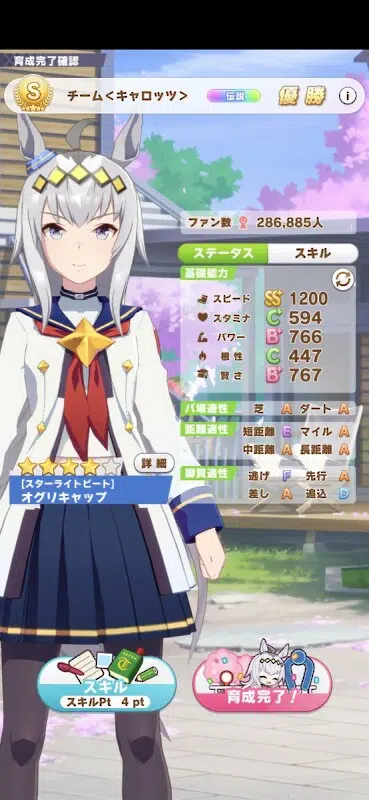 育成完了確認
S
チーム<キャロッツ>
伝説
優勝
i
ファン数 286,885人
ステータス スキル
基礎能力
スピード SS 1200
スタミナ C+ 594
パワー B+ 766
根性 C 447
賢さ B+ 767
バ場適性 芝 A ダート A
距離適性 短距離 E マイル A
中距離 A 長距離 A
脚質適性 逃げ F 先行 A
差し A 追込 D
詳細
[スターライトビート]
オグリキャップ
スキル
スキルPt 4 pt
育成完了!